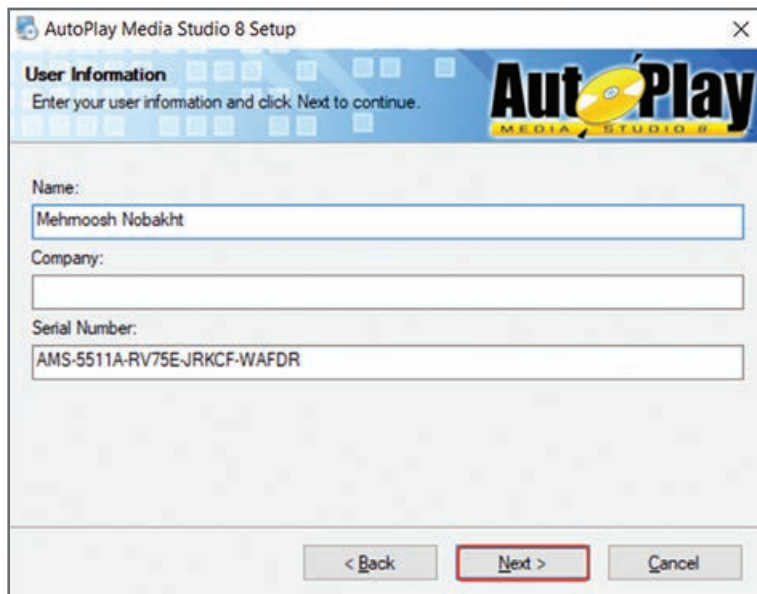 AutoPlay Media Studio 8 Setup
User Information
Enter your user information and click Next to continue.
AutoPlay
MEDIA STUDIO 8
Name:
Mehrnoosh Nobakht
Company:
Serial Number:
AMS-5511A-RV75E-JRKCF-WAFDR
< Back
Next >
Cancel